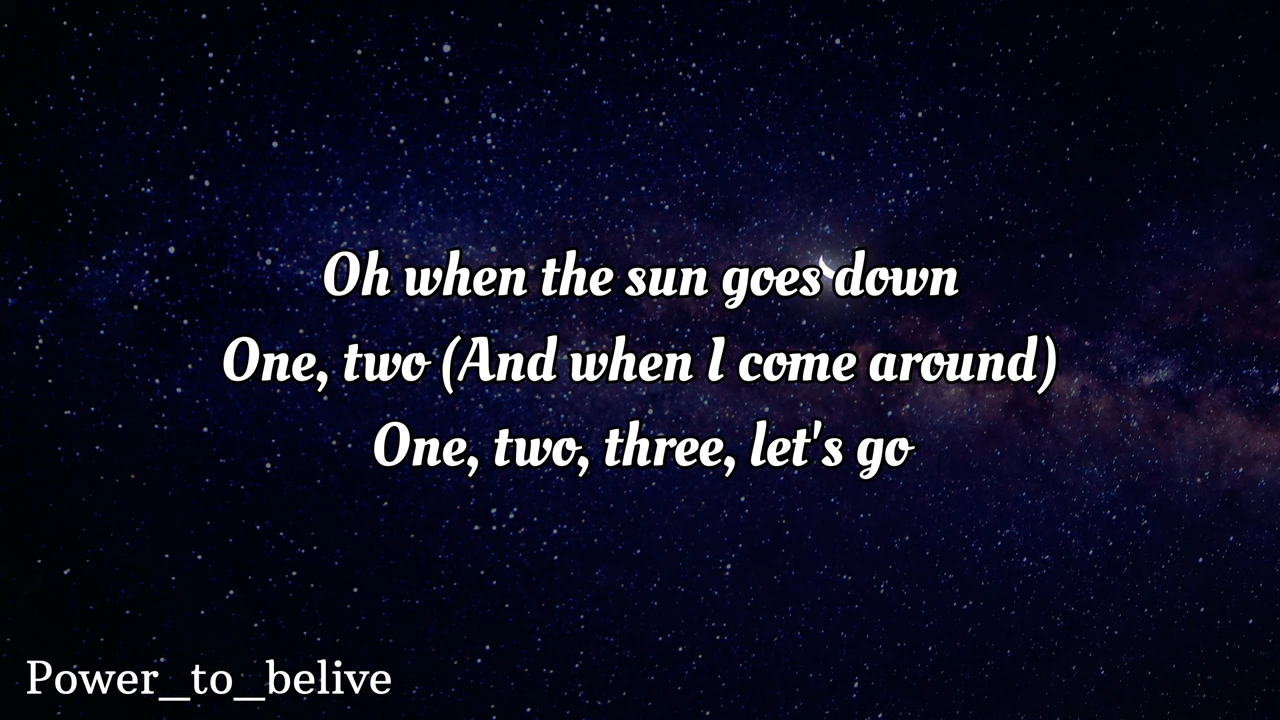 Oh when the sun goes down
One, two (And when I come around)
One, two, three, let's go
Power_to_belive